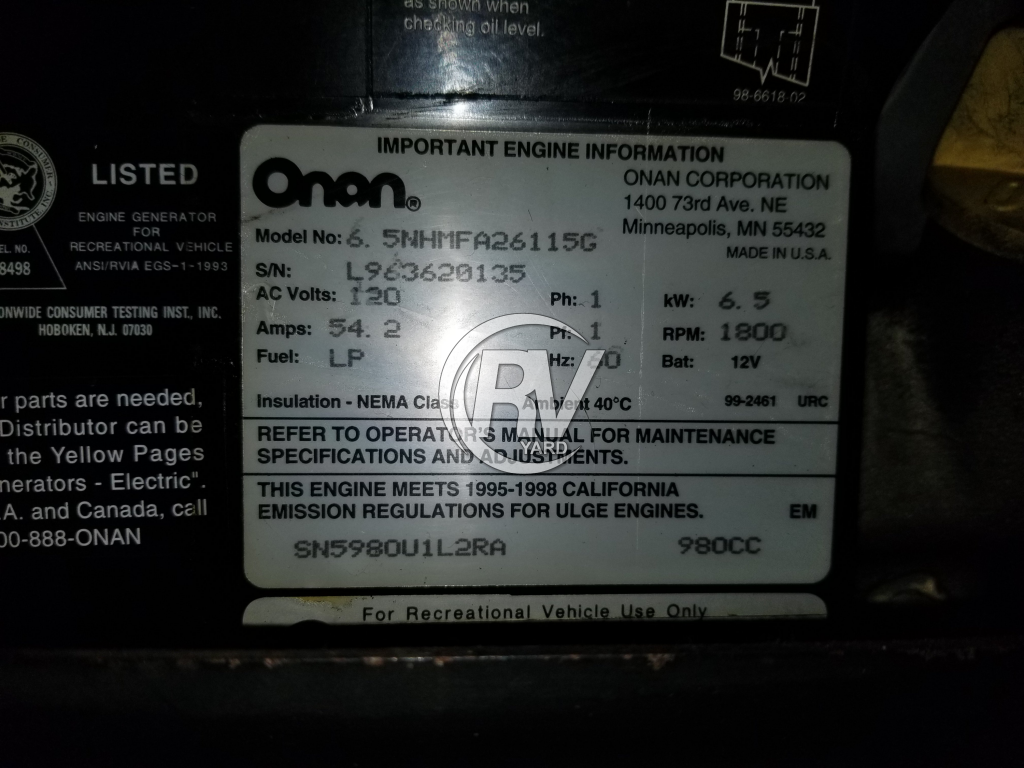 as shown when
checking oil level.
98-6618-02
LISTED
ENGINE GENERATOR
FOR
RECREATIONAL VEHICLE
ANSI/RVIA EGS-1-1993
8498
CONSUMER TESTING INST., INC.
HOBOKEN, N.J. 07030
parts are needed,
Distributor can be
the Yellow Pages
- Electric".
and Canada, call
00-888-ONAN
IMPORTANT ENGINE INFORMATION
Onan®
ONAN CORPORATION
1400 73rd Ave. NE
Minneapolis, MN 55432
MADE IN U.S.A.
Model No: 6.5NHMFA26115G
S/N: L963620135
AC Volts: 120 Ph: 1 kW: 6.5
Amps: 54.2 Pf: 1 RPM: 1800
Fuel: LP Hz: 60 Bat: 12V
Insulation - NEMA Class Ambient 40°C 99-2461 URC
REFER TO OPERATOR'S MANUAL FOR MAINTENANCE
SPECIFICATIONS AND ADJUSTMENTS.
THIS ENGINE MEETS 1995-1998 CALIFORNIA
EMISSION REGULATIONS FOR ULGE ENGINES. EM
SN5980U1L2RA 980CC
For Recreational Vehicle Use Only
RV
YARD